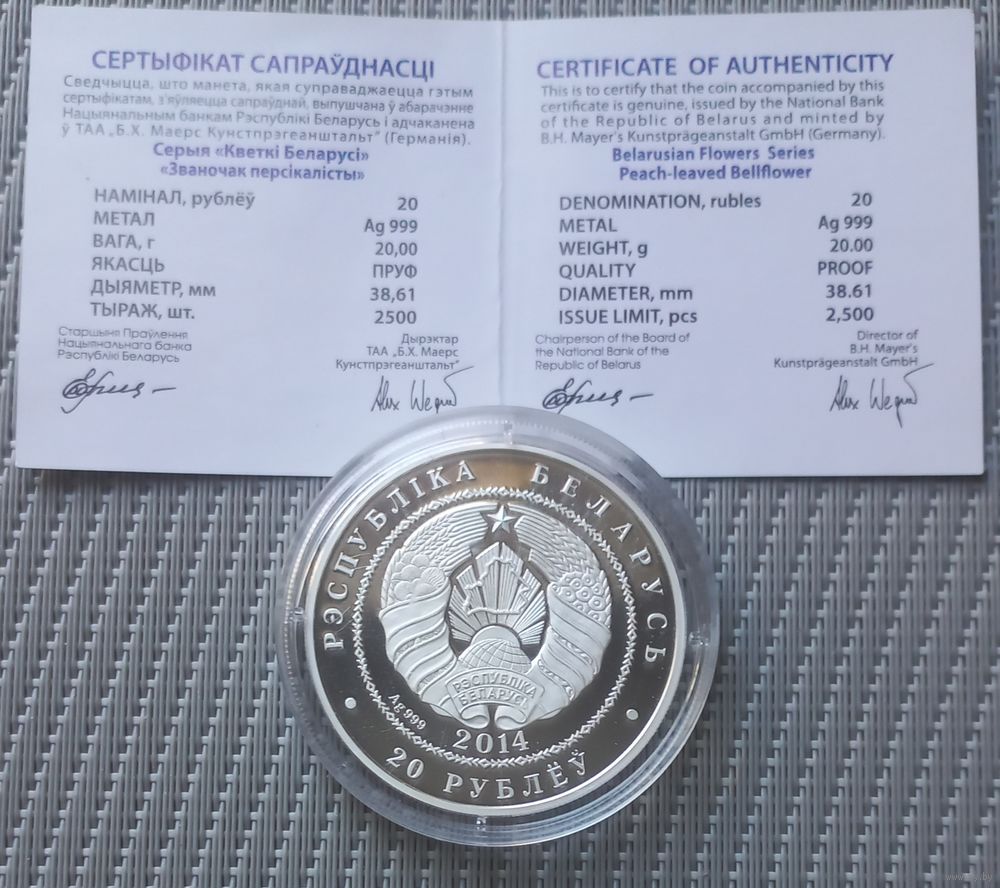 СЕРТЫФІКАТ САПРАЎДНАСЦІ
Сведчыцца, што манета, якая суправаджаецца гэтым
сертыфікатам, з'яўляецца сапраўднай, выпушчана ў абарачэнне
Нацыянальным банкам Рэспублікі Беларусь і адчаканена
ў ТАА „Б.Х. Маерс Кунстпрэгеанштальт" (Германія).
Серыя «Кветкі Беларусі»
«Званочак персікалісты»
НАМІНАЛ, рублёў 20
МЕТАЛ Ag 999
ВАГА, г 20,00
ЯКАСЦЬ ПРУФ
ДЫЯМЕТР, мм 38,61
ТЫРАЖ, шт. 2500
Старшыня Праўлення
Нацыянальнага банка
Рэспублікі Беларусь
Дырэктар
ТАА „Б.Х. Маерс
Кунстпрэгеанштальт"
CERTIFICATE OF AUTHENTICITY
This is to certify that the coin accompanied by this
certificate is genuine, issued by the National Bank
of the Republic of Belarus and minted by
B.H. Mayer's Kunstprägeanstalt GmbH (Germany).
Belarusian Flowers Series
Peach-leaved Bellflower
DENOMINATION, rubles 20
METAL Ag 999
WEIGHT, g 20.00
QUALITY PROOF
DIAMETER, mm 38.61
ISSUE LIMIT, pcs 2,500
Chairperson of the Board of
the National Bank of the
Republic of Belarus
Director of
B.H. Mayer's
Kunstprägeanstalt GmbH
РЭСПУБЛІКА БЕЛАРУСЬ
РЭСПУБЛІКА
БЕЛАРУСЬ
Ag 999
2014
20 РУБЛЁЎ